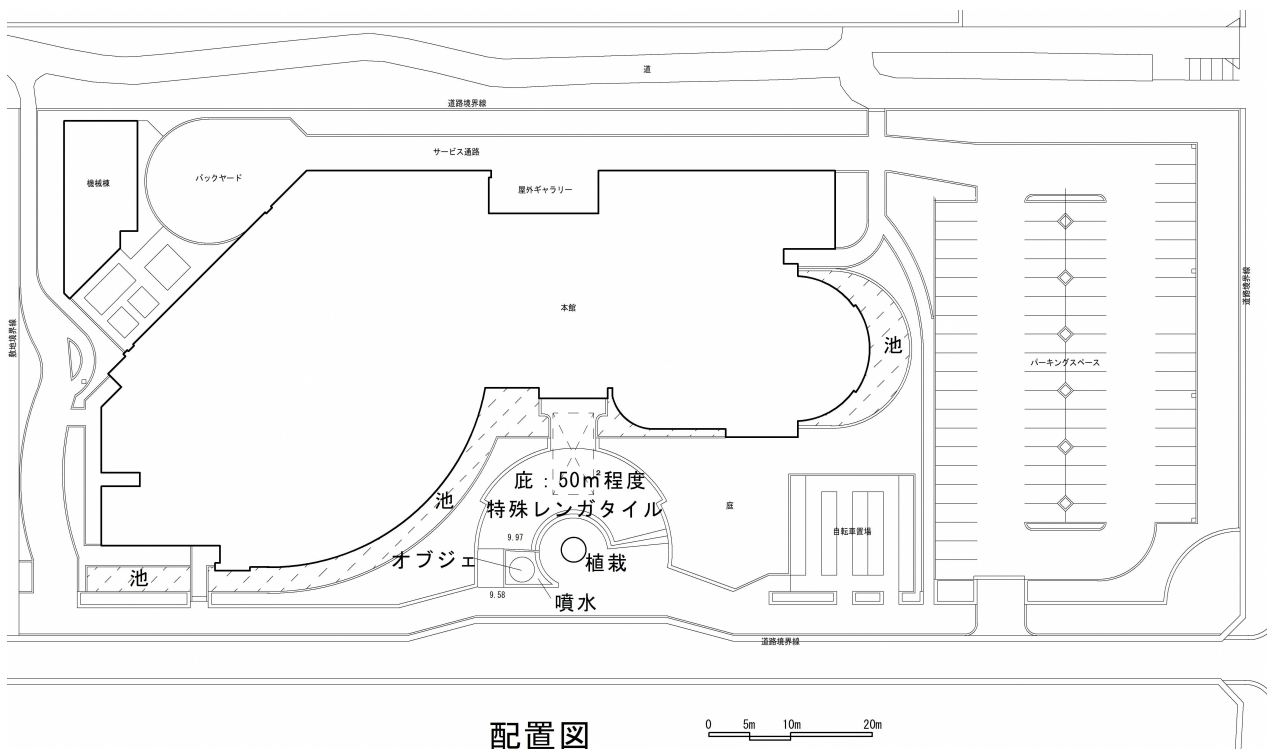 道
道路境界線
サービス通路
機械棟
バックヤード
屋外ギャラリー
本館
敷地境界線
道路境界線
池
パーキングスペース
庇：50㎡程度
特殊レンガタイル
池
庭
自転車置場
9.97
オブジェ
植栽
池
9.58
噴水
道路境界線
配置図
0 5m 10m 20m